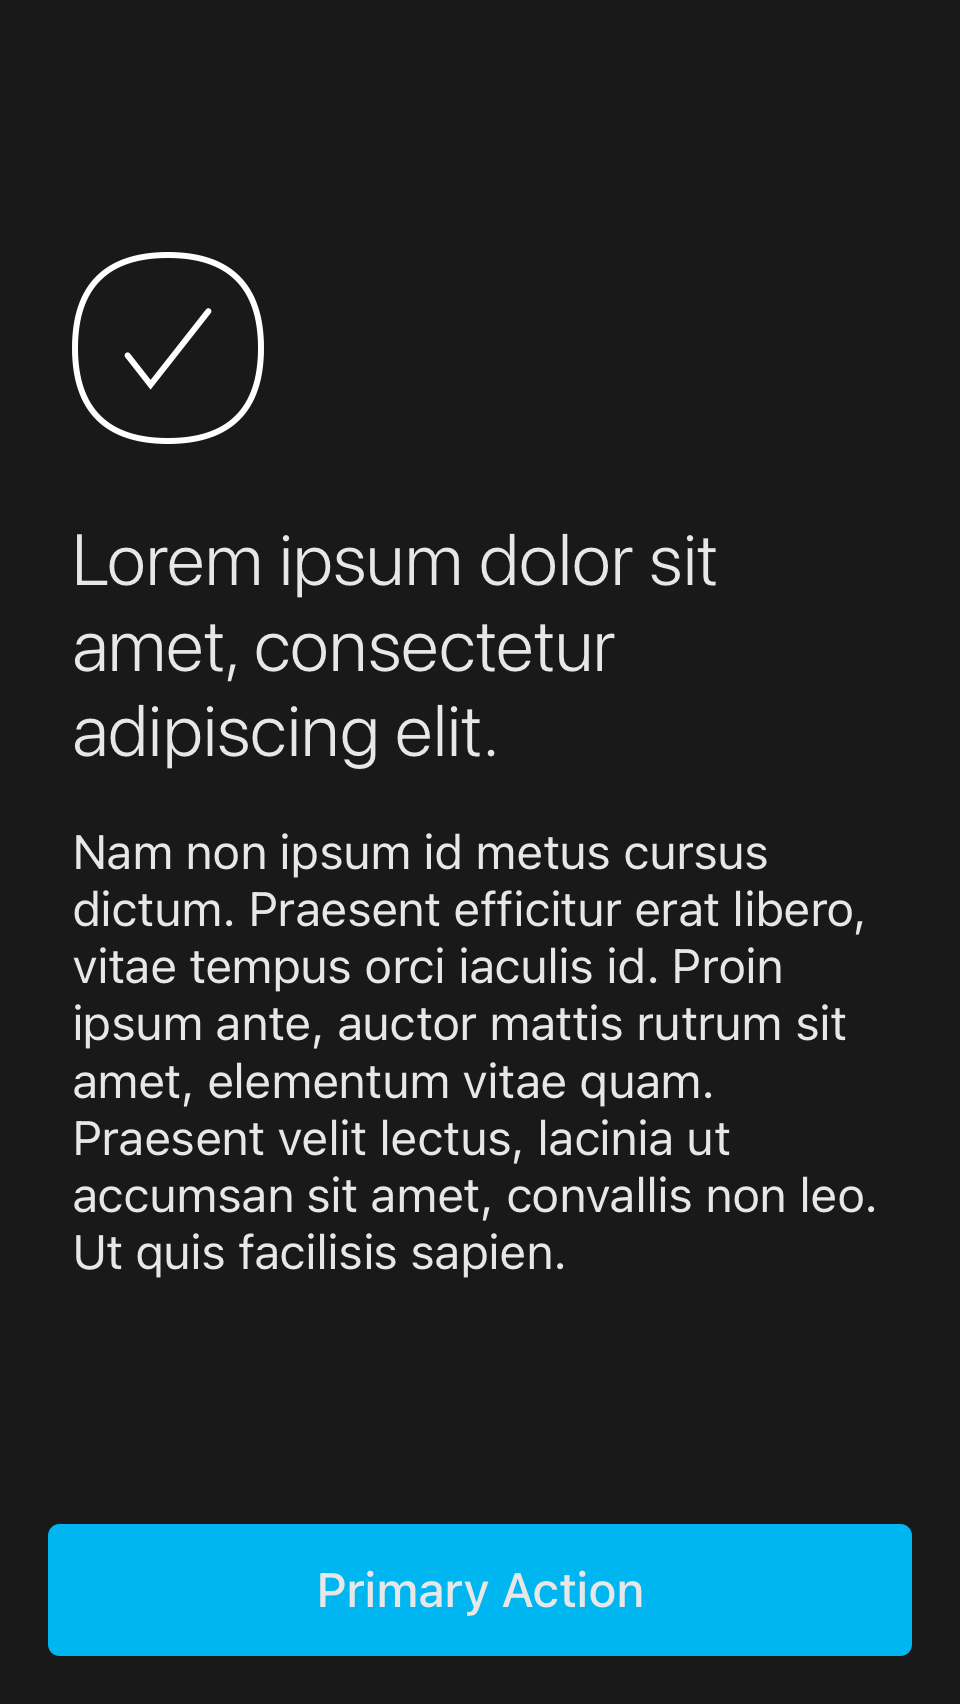 Lorem ipsum dolor sit
amet, consectetur
adipiscing elit.
Nam non ipsum id metus cursus
dictum. Praesent efficitur erat libero,
vitae tempus orci iaculis id. Proin
ipsum ante, auctor mattis rutrum sit
amet, elementum vitae quam.
Praesent velit lectus, lacinia ut
accumsan sit amet, convallis non leo.
Ut quis facilisis sapien.
Primary Action